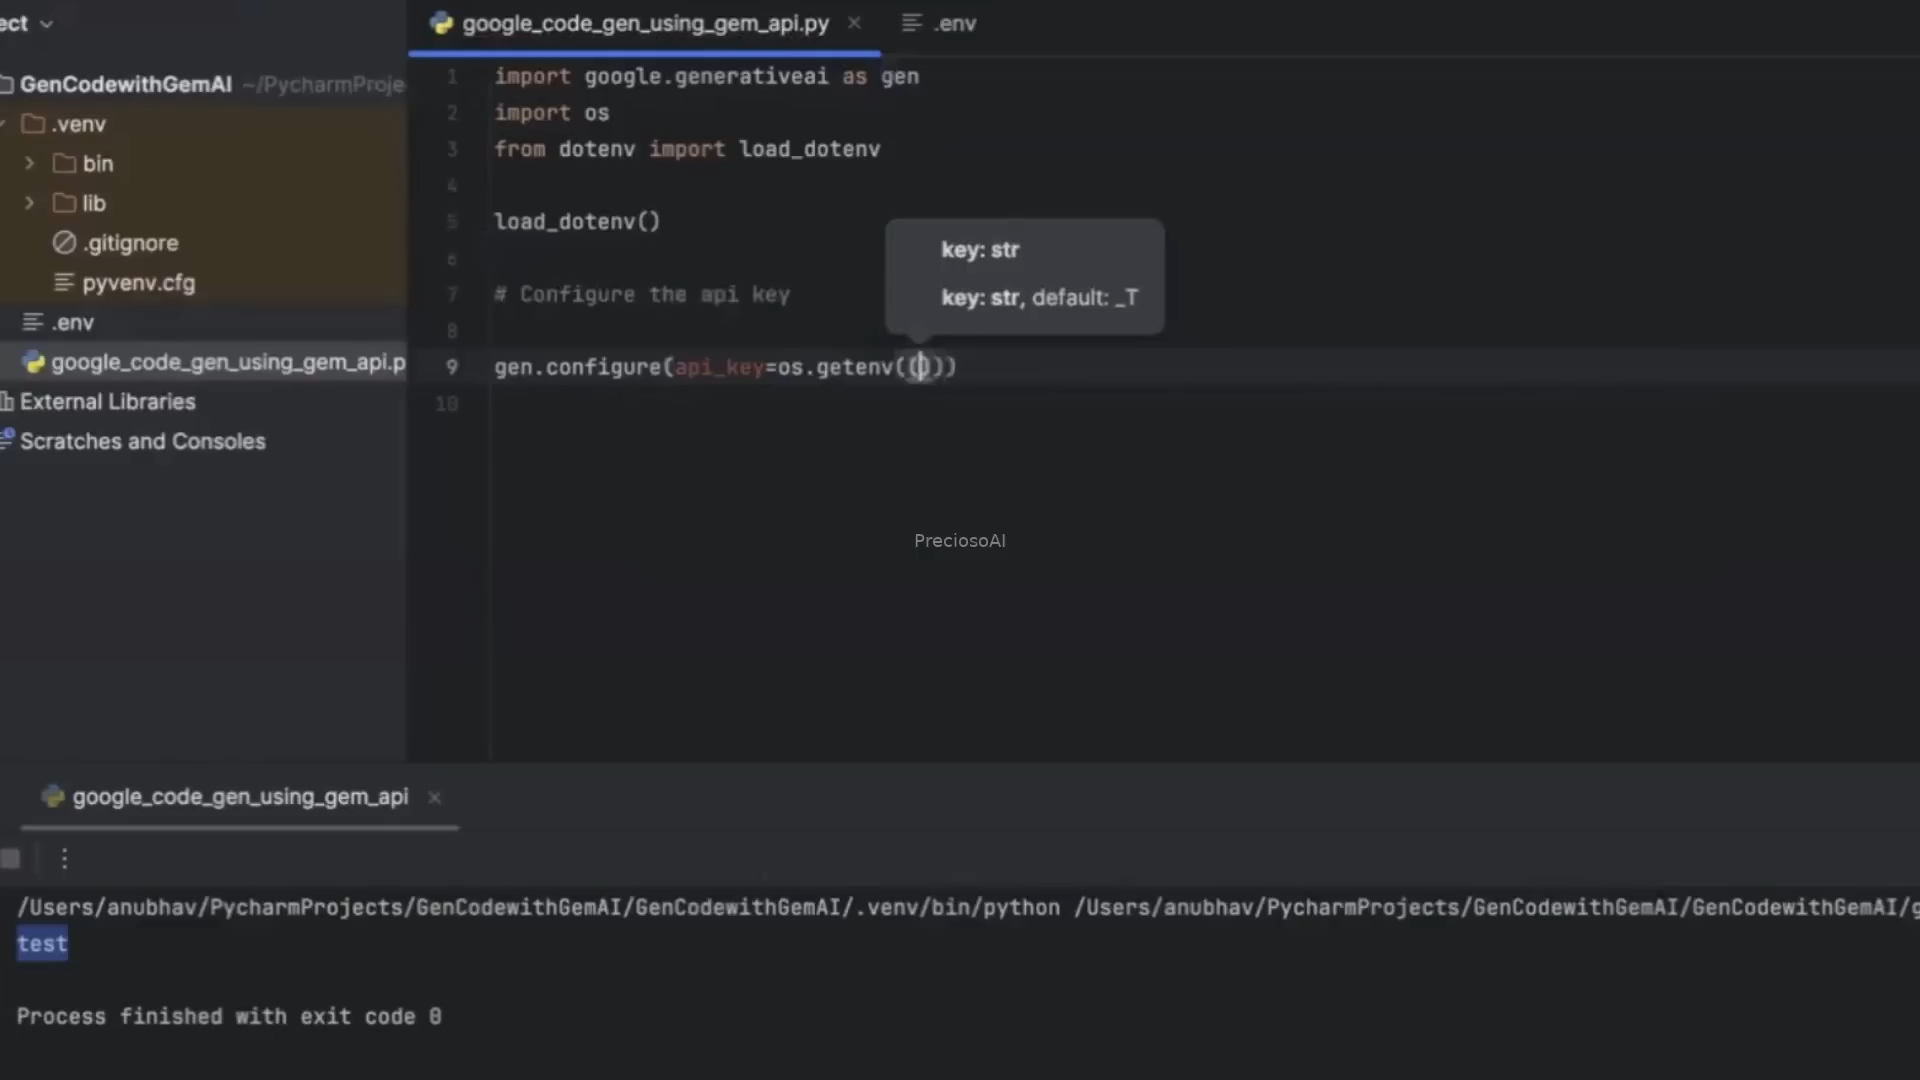 ect
google_code_gen_using_gem_api.py
.env
GenCodewithGemAI ~/PycharmProje
.venv
bin
lib
.gitignore
pyvenv.cfg
.env
google_code_gen_using_gem_api.p
External Libraries
Scratches and Consoles
1 import google.generativeai as gen
2 import os
3 from dotenv import load_dotenv
4
5 load_dotenv()
6
7 # Configure the api key
8
9 gen.configure(api_key=os.getenv(()))
10
key: str
key: str, default: _T
PreciosoAI
google_code_gen_using_gem_api
/Users/anubhav/PycharmProjects/GenCodewithGemAI/GenCodewithGemAI/.venv/bin/python /Users/anubhav/PycharmProjects/GenCodewithGemAI/GenCodewithGemAI/g
test
Process finished with exit code 0